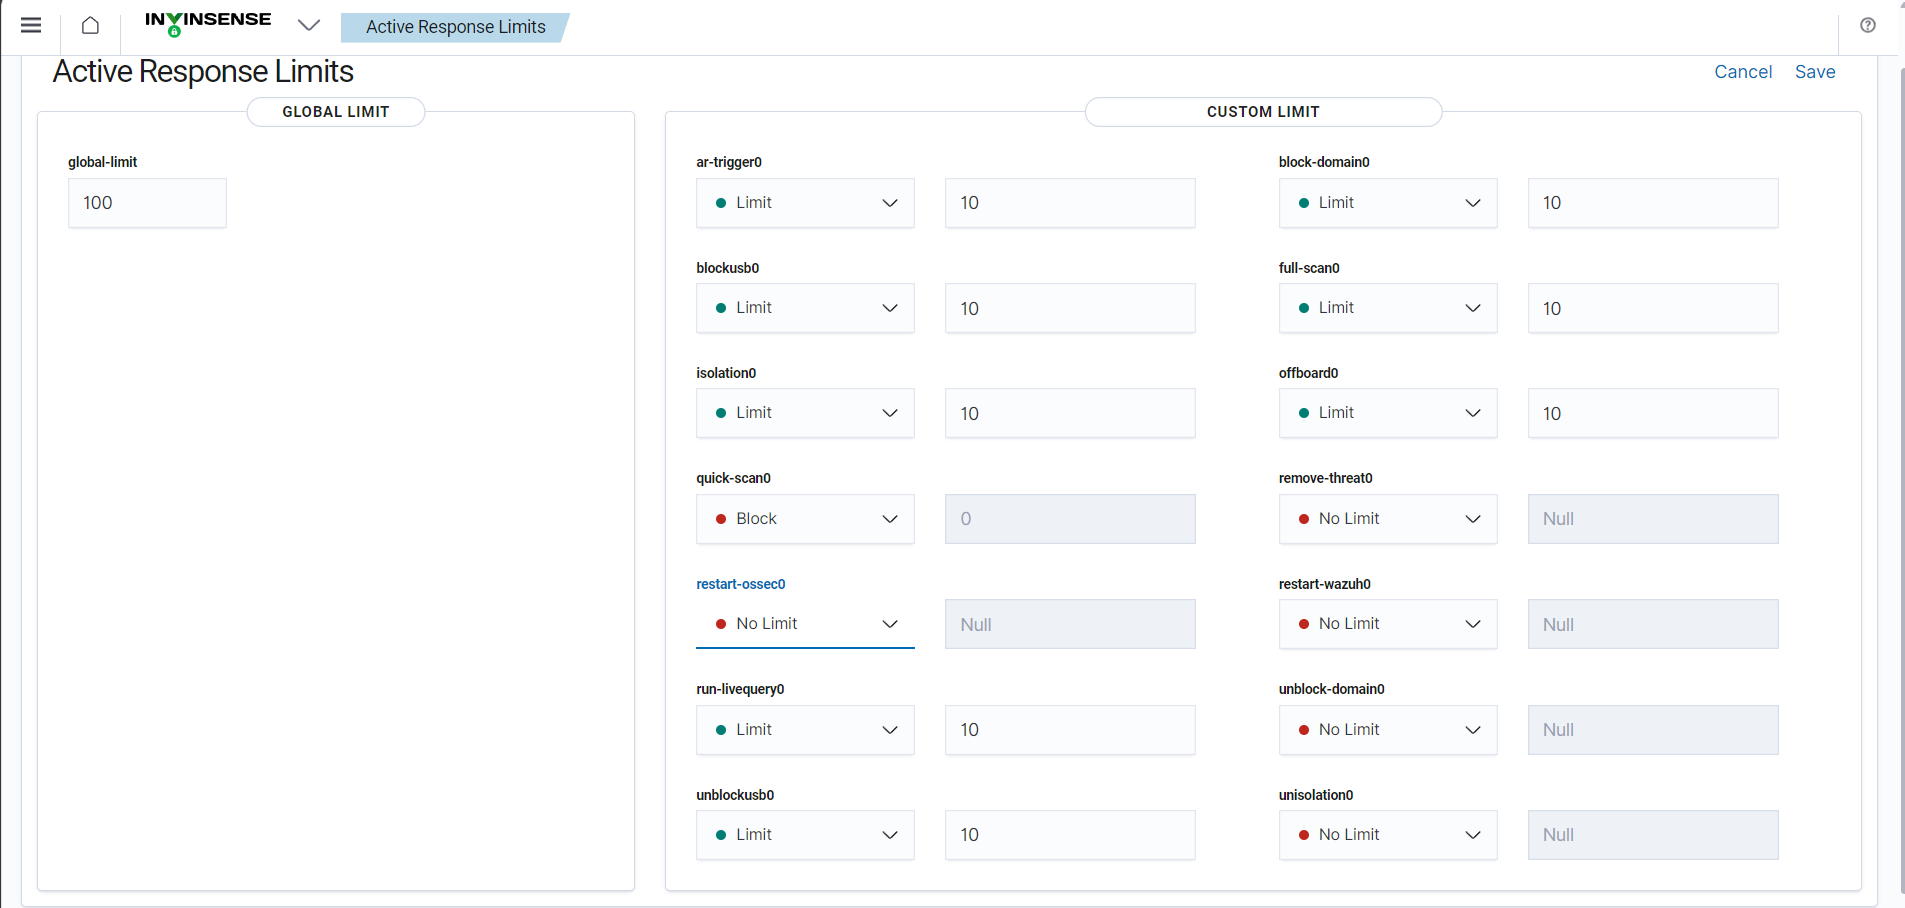 INVINSENSE
Active Response Limits
Active Response Limits
Cancel Save
GLOBAL LIMIT
global-limit
100
CUSTOM LIMIT
ar-trigger0
Limit
10
block-domain0
Limit
10
blockusb0
Limit
10
full-scan0
Limit
10
isolation0
Limit
10
offboard0
Limit
10
quick-scan0
Block
0
remove-threat0
No Limit
Null
restart-ossec0
No Limit
Null
restart-wazuh0
No Limit
Null
run-livequery0
Limit
10
unblock-domain0
No Limit
Null
unblockusb0
Limit
10
unisolation0
No Limit
Null